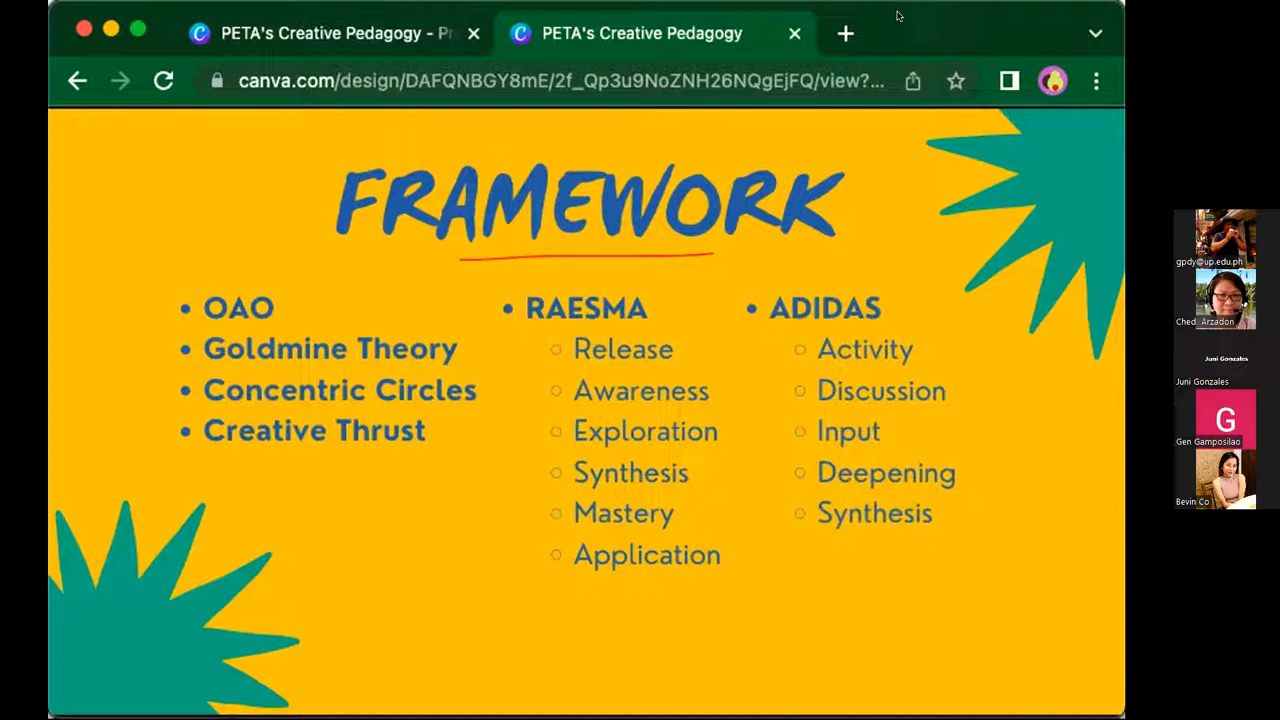 PETA's Creative Pedagogy - Pr
PETA's Creative Pedagogy
canva.com/design/DAFQNBGY8mE/2f_Qp3u9NoZNH26NQgEjFQ/view?...
FRAMEWORK
OAO
Goldmine Theory
Concentric Circles
Creative Thrust
RAESMA
Release
Awareness
Exploration
Synthesis
Mastery
Application
ADIDAS
Activity
Discussion
Input
Deepening
Synthesis
gpdy@up.edu.ph
Ched Arzadon
Juni Gonzales
Juni Gonzales
G
Gen Gamposilao
Bevin Co